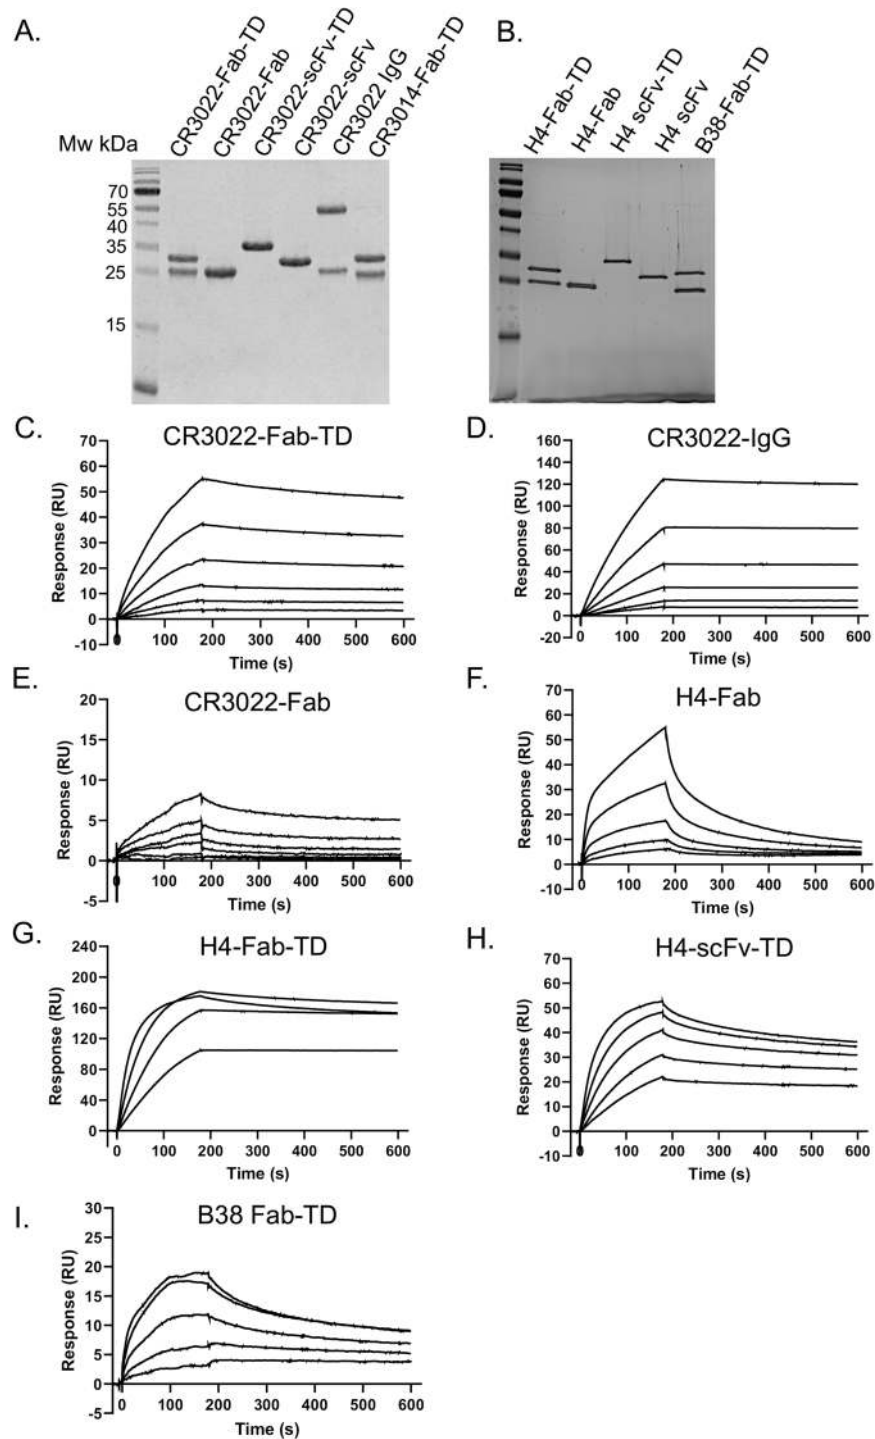 A.
CR3022-Fab-TD
CR3022-Fab
CR3022-scFv-TD
CR3022-scFv
CR3022 IgG
CR3014-Fab-TD
Mw kDa
70
55
40
35
25
15
B.
H4-Fab-TD
H4-Fab
H4 scFv-TD
H4 scFv
B38-Fab-TD
C.
CR3022-Fab-TD
Response (RU)
70
60
50
40
30
20
10
0
-10
0 100 200 300 400 500 600
Time (s)
D.
CR3022-IgG
Response (RU)
160
140
120
100
80
60
40
20
0
-20
0 100 200 300 400 500 600
Time (s)
E.
CR3022-Fab
Response (RU)
20
15
10
5
0
-5
0 100 200 300 400 500 600
Time (s)
F.
H4-Fab
Response (RU)
70
60
50
40
30
20
10
0
-10
0 100 200 300 400 500 600
Time (s)
G.
H4-Fab-TD
Response (RU)
240
200
160
120
80
40
0
0 100 200 300 400 500 600
Time (s)
H.
H4-scFv-TD
Response (RU)
70
60
50
40
30
20
10
0
-10
0 100 200 300 400 500 600
Time (s)
I.
B38 Fab-TD
Response (RU)
30
25
20
15
10
5
0
-5
0 100 200 300 400 500 600
Time (s)